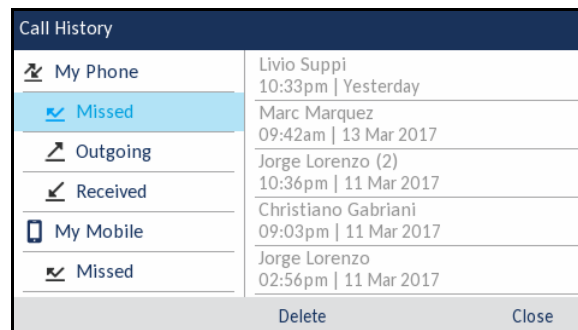 Call History
My Phone
Missed
Outgoing
Received
My Mobile
Missed
Livio Suppi
10:33pm | Yesterday
Marc Marquez
09:42am | 13 Mar 2017
Jorge Lorenzo (2)
10:36pm | 11 Mar 2017
Christiano Gabriani
09:03pm | 11 Mar 2017
Jorge Lorenzo
02:56pm | 11 Mar 2017
Delete
Close